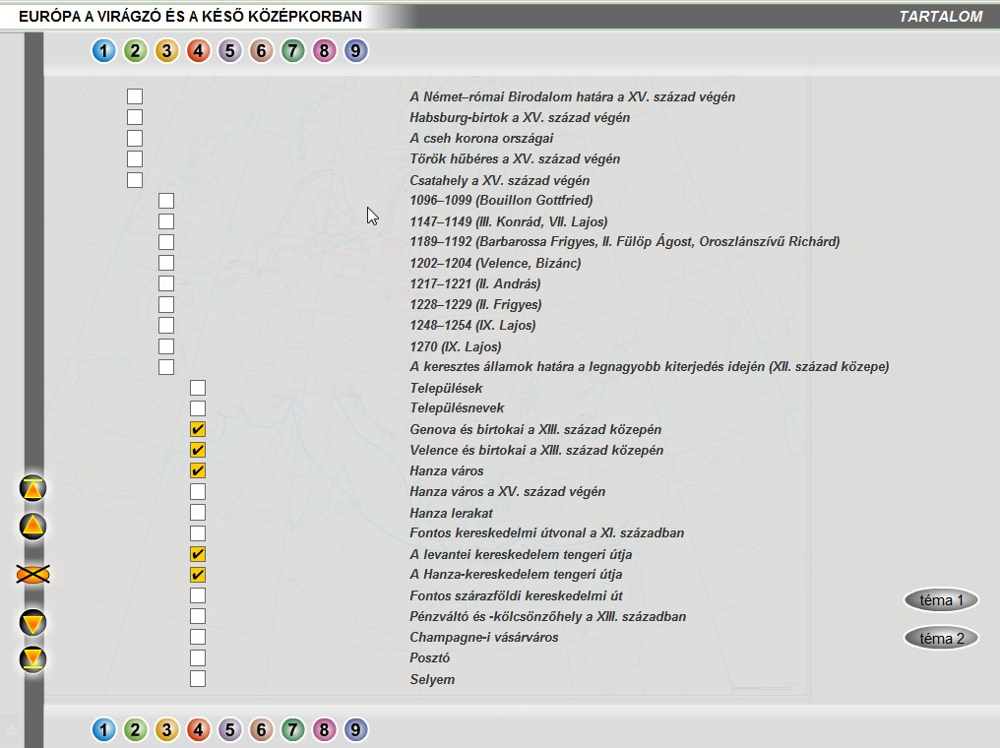 EURÓPA A VIRÁGZÓ ÉS A KÉSŐ KÖZÉPKORBAN
TARTALOM
1 2 3 4 5 6 7 8 9
A Német–római Birodalom határa a XV. század végén
Habsburg-birtok a XV. század végén
A cseh korona országai
Török hűbéres a XV. század végén
Csatahely a XV. század végén
1096–1099 (Bouillon Gottfried)
1147–1149 (III. Konrád, VII. Lajos)
1189–1192 (Barbarossa Frigyes, II. Fülöp Ágost, Oroszlánszívű Richárd)
1202–1204 (Velence, Bizánc)
1217–1221 (II. András)
1228–1229 (II. Frigyes)
1248–1254 (IX. Lajos)
1270 (IX. Lajos)
A keresztes államok határa a legnagyobb kiterjedés idején (XII. század közepe)
Települések
Településnevek
Genova és birtokai a XIII. század közepén
Velence és birtokai a XIII. század közepén
Hanza város
Hanza város a XV. század végén
Hanza lerakat
Fontos kereskedelmi útvonal a XI. században
A levantei kereskedelem tengeri útja
A Hanza-kereskedelem tengeri útja
Fontos szárazföldi kereskedelmi út
Pénzváltó és -kölcsönzőhely a XIII. században
Champagne-i vásárváros
Posztó
Selyem
téma 1
téma 2
1 2 3 4 5 6 7 8 9